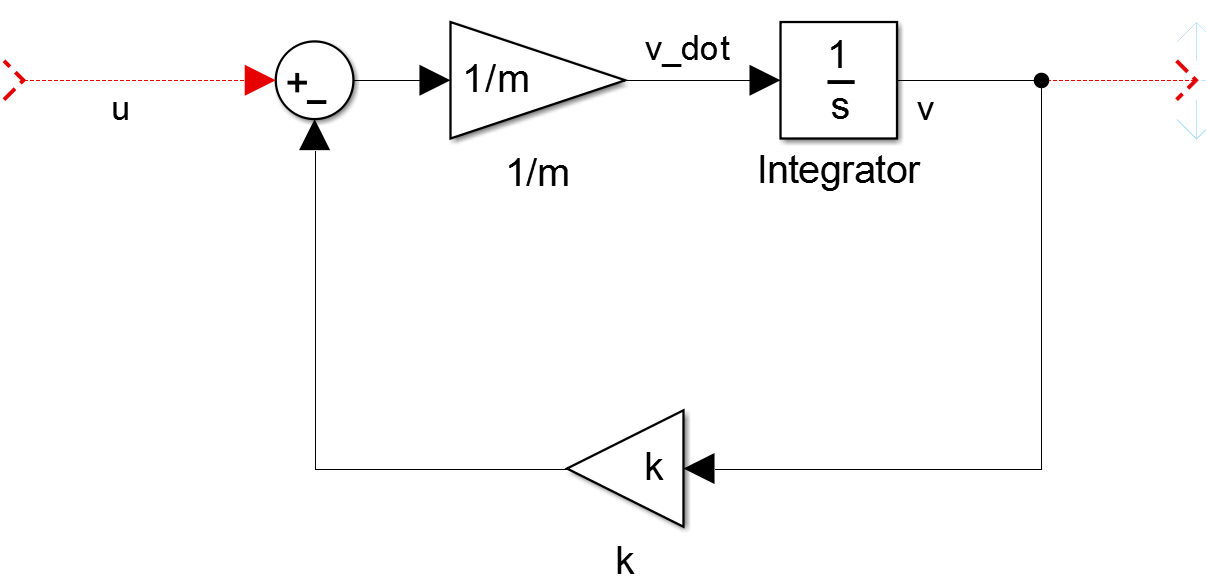 u
+
−
1/m
1/m
v_dot
1
s
Integrator
v
k
k